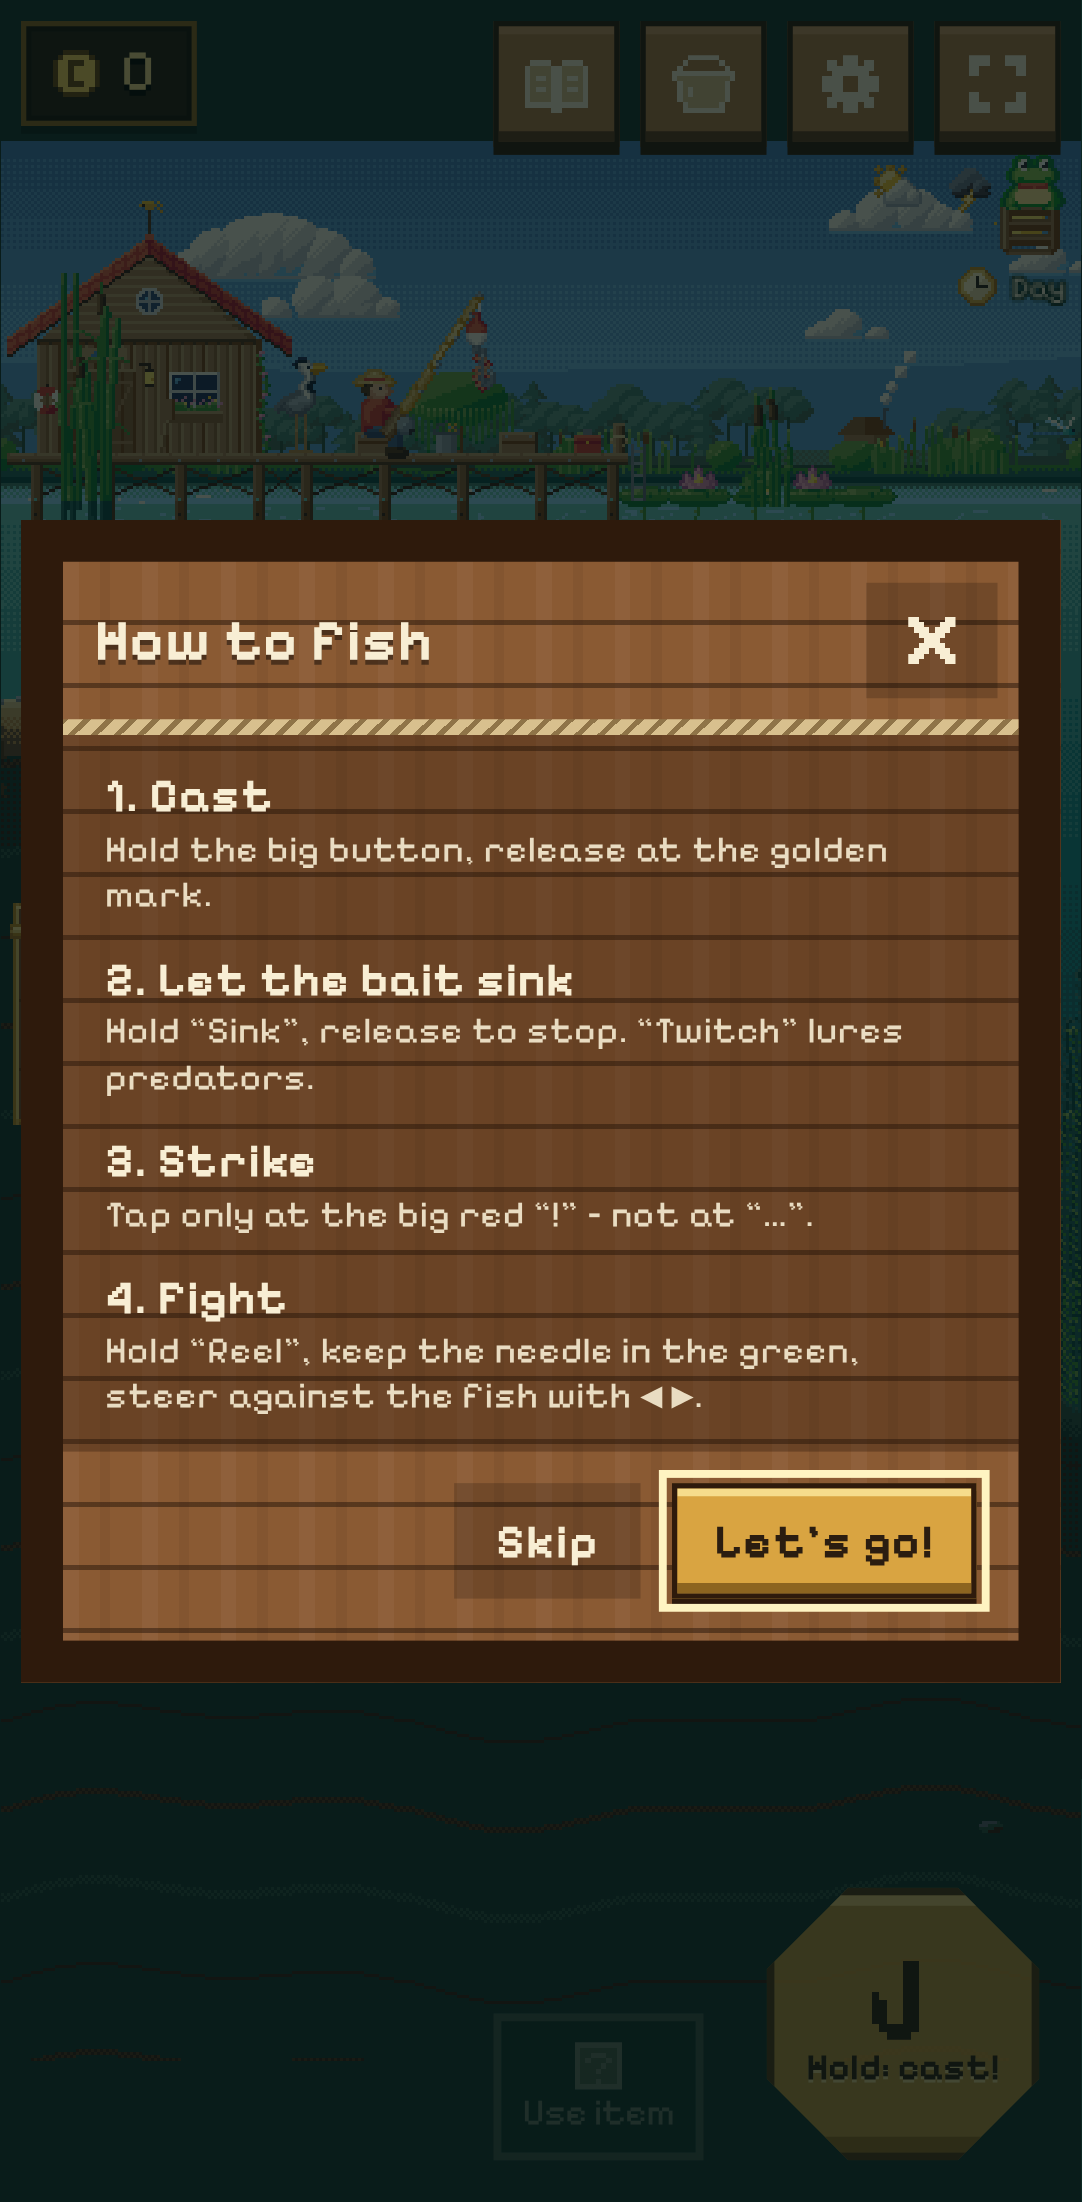 C 0
Day
How to Fish
X
1. Cast
Hold the big button, release at the golden
mark.
2. Let the bait sink
Hold “Sink”, release to stop. “Twitch” lures
predators.
3. Strike
Tap only at the big red “!” - not at “...”.
4. Fight
Hold “Reel”, keep the needle in the green,
steer against the fish with ◀ ▶.
Skip
Let's go!
Hold: cast!
?
Use item